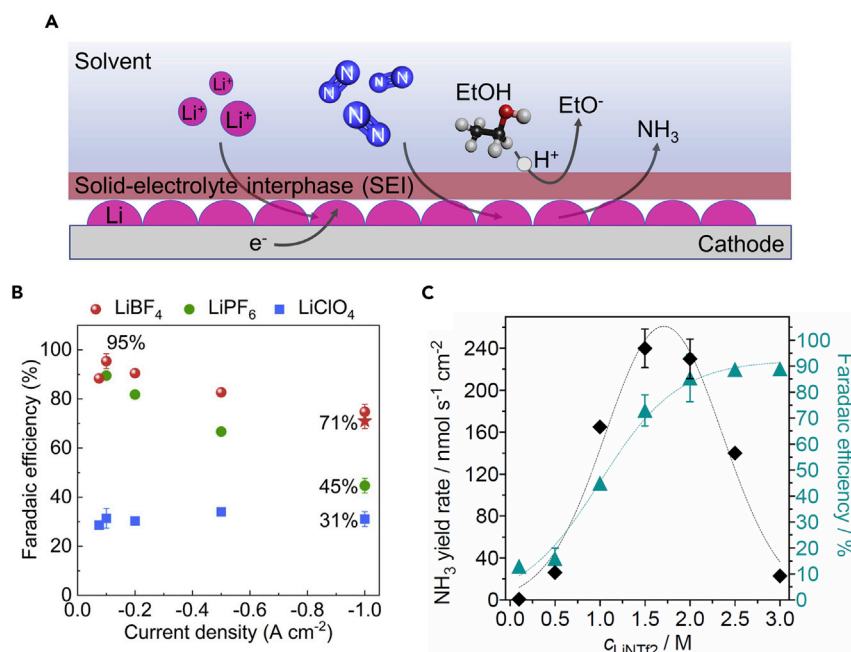 A
Solvent
Li⁺
Li⁺
Li⁺
N
N
N
N
N
N
EtOH
EtO⁻
H⁺
NH₃
Solid-electrolyte interphase (SEI)
Li
e⁻
Cathode
B
LiBF₄ LiPF₆ LiClO₄
Faradaic efficiency (%)
100
80
60
40
20
0
95%
71%
45%
31%
0.0 -0.2 -0.4 -0.6 -0.8 -1.0
Current density (A cm⁻²)
C
NH₃ yield rate / nmol s⁻¹ cm⁻²
240
200
160
120
80
40
0
100
90
80
70
60
50
40
30
20
10
0
Faradaic efficiency / %
0.0 0.5 1.0 1.5 2.0 2.5 3.0
c LiNTf2 / M